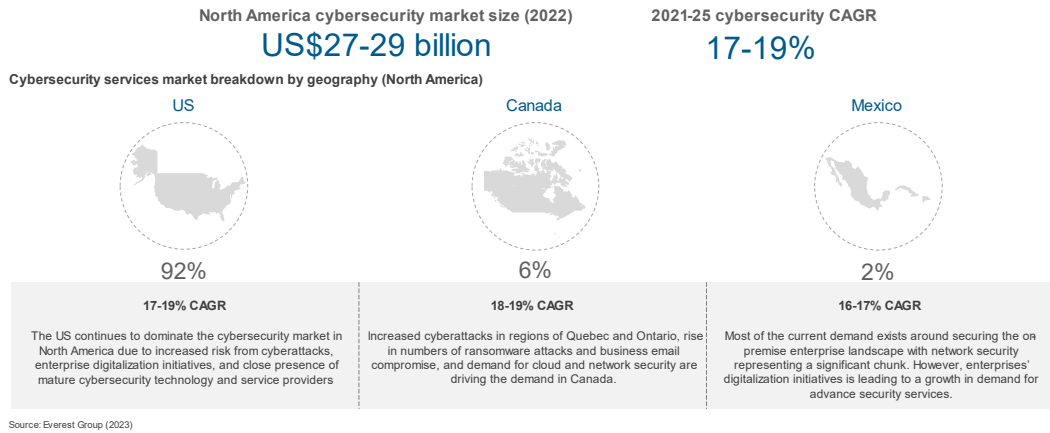 North America cybersecurity market size (2022)
US$27-29 billion
2021-25 cybersecurity CAGR
17-19%
Cybersecurity services market breakdown by geography (North America)
US
Canada
Mexico
92%
6%
2%
17-19% CAGR
The US continues to dominate the cybersecurity market in
North America due to increased risk from cyberattacks,
enterprise digitalization initiatives, and close presence of
mature cybersecurity technology and service providers
18-19% CAGR
Increased cyberattacks in regions of Quebec and Ontario, rise
in numbers of ransomware attacks and business email
compromise, and demand for cloud and network security are
driving the demand in Canada.
16-17% CAGR
Most of the current demand exists around securing the on-
premise enterprise landscape with network security
representing a significant chunk. However, enterprises'
digitalization initiatives is leading to a growth in demand for
advance security services.
Source: Everest Group (2023)